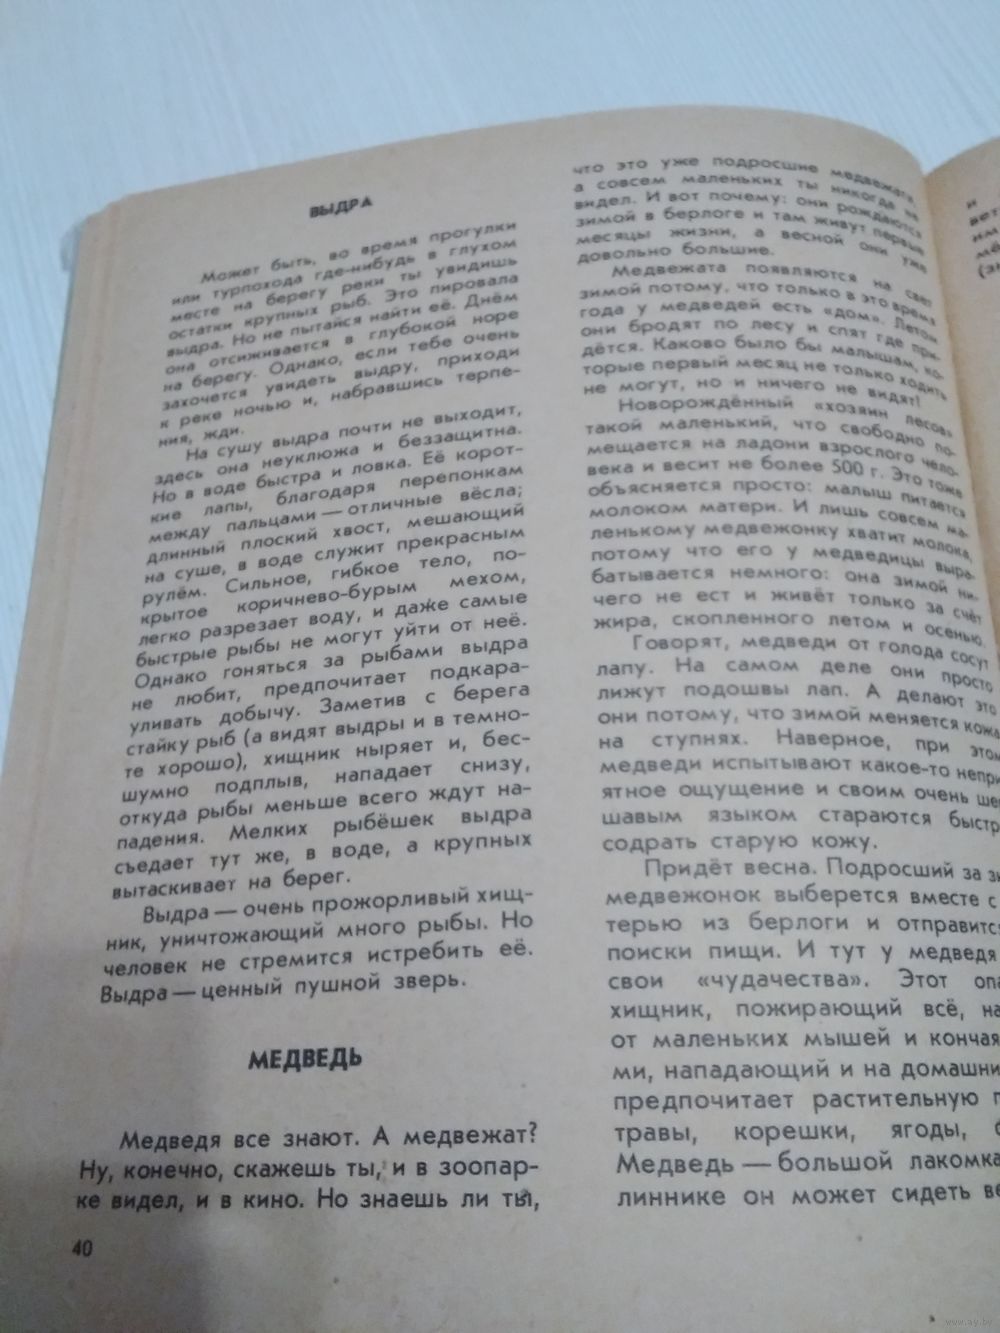 ВЫДРА
Может быть, во время прогулки
или турпохода где-нибудь в глухом
месте на берегу реки ты увидишь
остатки крупных рыб. Это пировала
выдра. Но не пытайся найти её. Днём
она отсиживается в глубокой норе
на берегу. Однако, если тебе очень
захочется увидеть выдру, приходи
к реке ночью и, набравшись терпе-
ния, жди.
На сушу выдра почти не выходит,
здесь она неуклюжа и беззащитна.
Но в воде быстра и ловка. Её корот-
кие лапы, благодаря перепонкам
между пальцами — отличные вёсла;
длинный плоский хвост, мешающий
на суше, в воде служит прекрасным
рулём. Сильное, гибкое тело, по-
крытое коричнево-бурым мехом,
легко разрезает воду, и даже самые
быстрые рыбы не могут уйти от неё.
Однако гоняться за рыбами выдра
не любит, предпочитает подкара-
уливать добычу. Заметив с берега
стайку рыб (а видят выдры и в темно-
те хорошо), хищник ныряет и, бес-
шумно подплыв, нападает снизу,
откуда рыбы меньше всего ждут на-
падения. Мелких рыбёшек выдра
съедает тут же, в воде, а крупных
вытаскивает на берег.
Выдра — очень прожорливый хищ-
ник, уничтожающий много рыбы. Но
человек не стремится истребить её.
Выдра — ценный пушной зверь.
МЕДВЕДЬ
Медведя все знают. А медвежат?
Ну, конечно, скажешь ты, и в зоопар-
ке видел, и в кино. Но знаешь ли ты,
40
что это уже подросшие медвежата,
а совсем маленьких ты никогда не
видел. И вот почему: они рождаются
зимой в берлоге и там живут первые
месяцы жизни, а весной они уже
довольно большие.
Медвежата появляются на свет
зимой потому, что только в это время
года у медведей есть «дом». Летом
они бродят по лесу и спят где при-
дётся. Каково было бы малышам, ко-
торые первый месяц не только ходить
не могут, но и ничего не видят!
Новорождённый «хозяин лесов»
такой маленький, что свободно по-
мещается на ладони взрослого чело-
века и весит не более 500 г. Это тоже
объясняется просто: малыш питается
молоком матери. И лишь совсем ма-
ленькому медвежонку хватит молока,
потому что его у медведицы выра-
батывается немного: она зимой ни-
чего не ест и живёт только за счёт
жира, скопленного летом и осенью.
Говорят, медведи от голода сосут
лапу. На самом деле они просто
лижут подошвы лап. А делают это
они потому, что зимой меняется кожа
на ступнях. Наверное, при этом
медведи испытывают какое-то непри
ятное ощущение и своим очень шер
шавым языком стараются быстр
содрать старую кожу.
Придёт весна. Подросший за зи
медвежонок выберется вместе с
терью из берлоги и отправится
поиски пищи. И тут у медведя
свои «чудачества». Этот опа
хищник, пожирающий всё, на
от маленьких мышей и кончая
ми, нападающий и на домашни
предпочитает растительную п
травы, корешки, ягоды,
Медведь — большой лакомка
линнике он может сидеть ве
и
вет
им
мё
(зи
www.ay.by